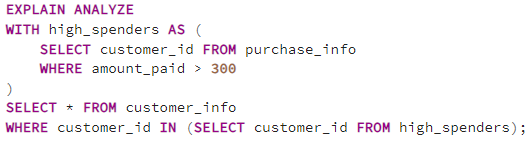 EXPLAIN ANALYZE
WITH high_spenders AS (
    SELECT customer_id FROM purchase_info
    WHERE amount_paid > 300
)
SELECT * FROM customer_info
WHERE customer_id IN (SELECT customer_id FROM high_spenders);